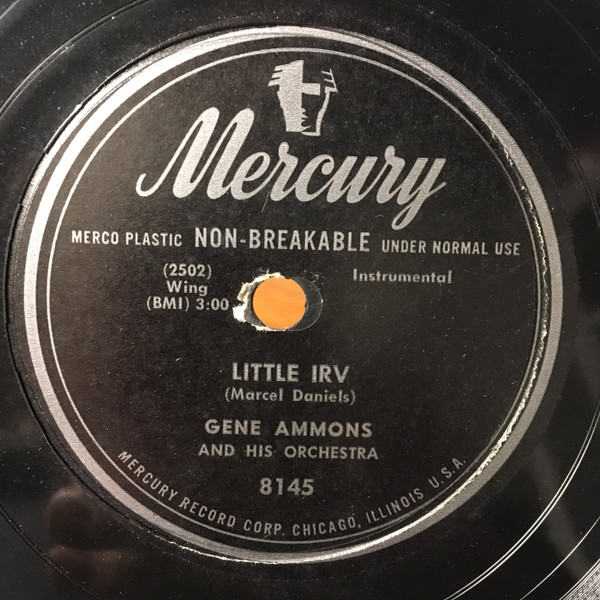 Mercury
MERCO PLASTIC NON-BREAKABLE UNDER NORMAL USE
(2502)
Wing
(BMI) 3:00
Instrumental
LITTLE IRV
(Marcel Daniels)
GENE AMMONS
AND HIS ORCHESTRA
8145
MERCURY RECORD CORP. CHICAGO, ILLINOIS U.S.A.